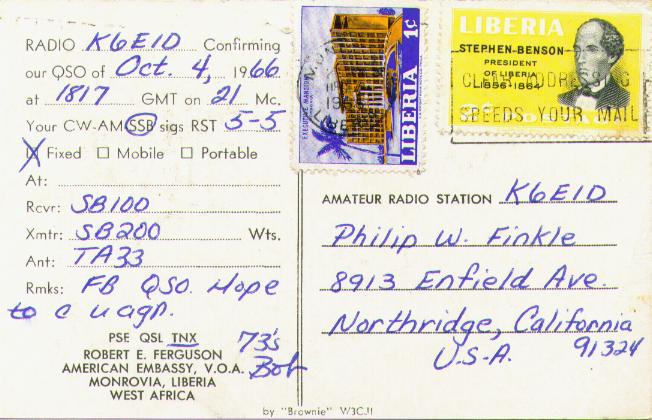 RADIO K6EID Confirming
our QSO of Oct. 4, 1966
at 1817 GMT on 21 Mc.
Your CW-AM-SSB sigs RST 5-5
Fixed Mobile Portable
At:
Rcvr: SB100
Xmtr: SB200 Wts.
Ant: TA33
Rmks: FB QSO. Hope
to c u agn.
PSE QSL TNX 73's
ROBERT E. FERGUSON Bob
AMERICAN EMBASSY, V.O.A.
MONROVIA, LIBERIA
WEST AFRICA
by "Brownie" W3CJI
EXECUTIVE MANSION
LIBERIA 1c
LIBERIA
STEPHEN-BENSON
PRESIDENT
OF LIBERIA
1856-1864
ADDRESSING
SPEEDS YOUR MAIL
AMATEUR RADIO STATION K6EID
Philip W. Finkle
8913 Enfield Ave.
Northridge, California
U.S.A. 91324